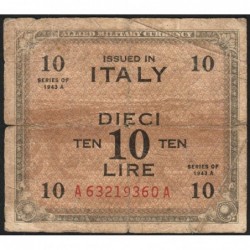 ALLIED MILITARY CURRENCY
10 ISSUED IN 10
ITALY
SERIES OF 1943 A SERIES OF 1943 A
DIECI
TEN 10 TEN
LIRE
10 10
A 63219360 A